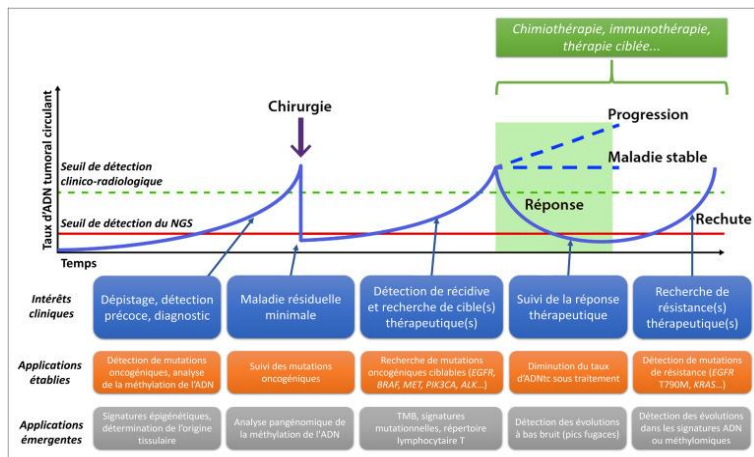 Chimiothérapie, immunothérapie,
thérapie ciblée...
Taux d'ADN tumoral circulant
Chirurgie
Progression
Maladie stable
Seuil de détection
clinico-radiologique
Réponse
Seuil de détection du NGS
Rechute
Temps
Intérêts
cliniques
Dépistage, détection
précoce, diagnostic
Maladie résiduelle
minimale
Détection de récidive
et recherche de cible(s)
thérapeutique(s)
Suivi de la réponse
thérapeutique
Recherche de
résistance(s)
thérapeutique(s)
Applications
établies
Détection de mutations
oncogéniques, analyse
de la méthylation de l'ADN
Suivi des mutations
oncogéniques
Recherche de mutations
oncogéniques ciblables (EGFR,
BRAF, MET, PIK3CA, ALK...)
Diminution du taux
d'ADNtc sous traitement
Détection de mutations
de résistance (EGFR
T790M, KRAS...)
Applications
émergentes
Signatures épigénétiques,
détermination de l'origine
tissulaire
Analyse pangénomique de
la méthylation de l'ADN
TMB, signatures
mutationnelles, répertoire
lymphocytaire T
Détection des évolutions
à bas bruit (pics fugaces)
Détection des évolutions
dans les signatures ADN
ou méthylomiques